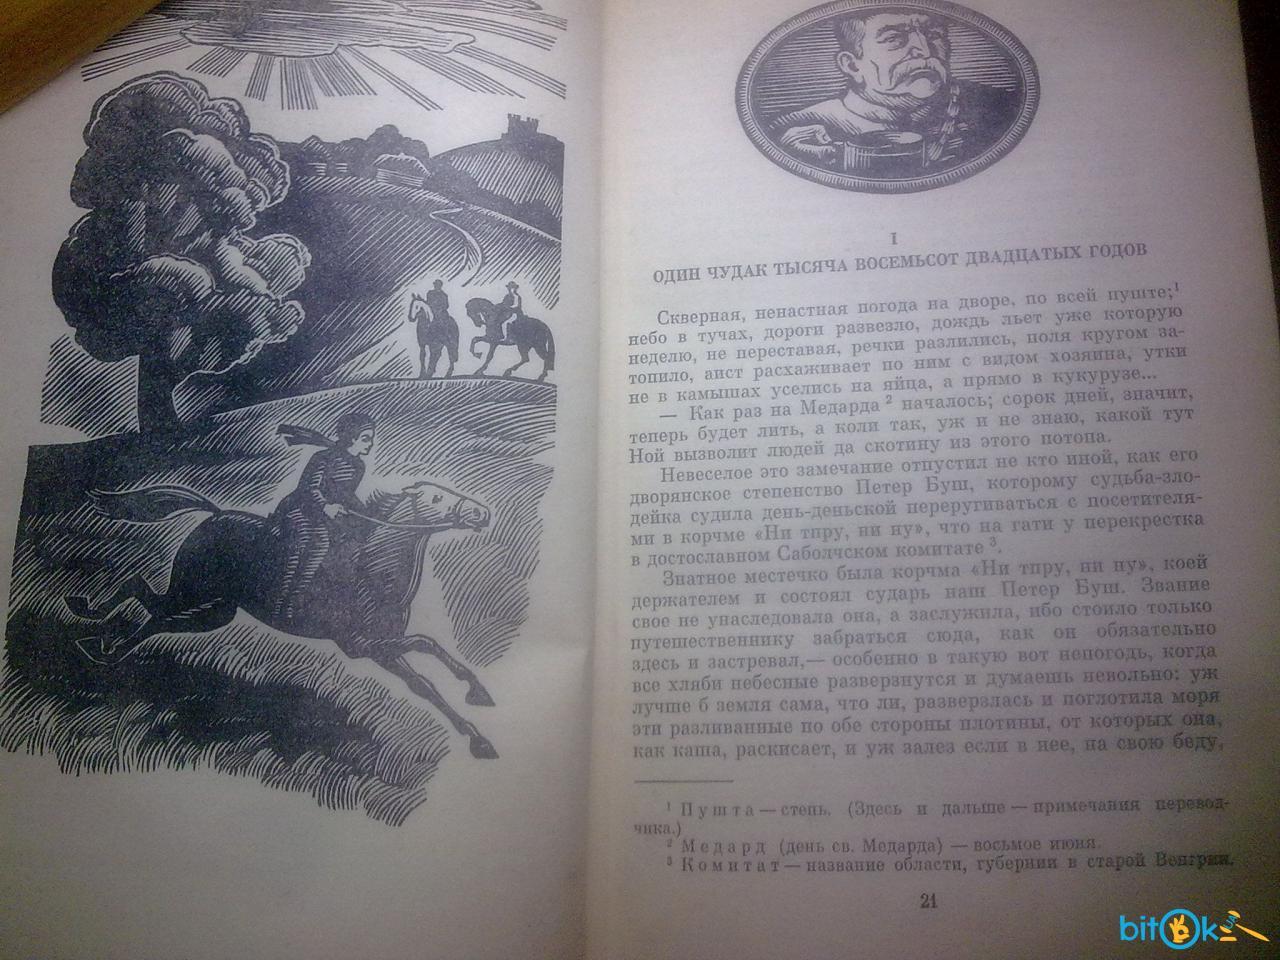 I
ОДИН ЧУДАК ТЫСЯЧА ВОСЕМЬСОТ ДВАДЦАТЫХ ГОДОВ
Скверная, ненастная погода на дворе, по всей пуште;¹
небо в тучах, дороги развезло, дождь льет уже которую
неделю, не переставая, речки разлились, поля кругом за-
топило, аист расхаживает по ним с видом хозяина, утки
не в камышах уселись на яйца, а прямо в кукурузе...
— Как раз на Медарда² началось; сорок дней, значит,
теперь будет лить, а коли так, уж и не знаю, какой тут
Ной вызволит людей да скотину из этого потопа.
Невеселое это замечание отпустил не кто иной, как его
дворянское степенство Петер Буш, которому судьба-зло-
дейка судила день-деньской переругиваться с посетителя-
ми в корчме «Ни тпру, ни ну», что на гати у перекрестка
в достославном Саболчском комитате³.
Знатное местечко была корчма «Ни тпру, ни ну», коей
держателем и состоял сударь наш Петер Буш. Звание
свое не унаследовала она, а заслужила, ибо стоило только
путешественнику забраться сюда, как он обязательно
здесь и застревал,— особенно в такую вот непогодь, когда
все хляби небесные разверзнутся и думаешь невольно: уж
лучше б земля сама, что ли, разверзлась и поглотила моря
эти разливанные по обе стороны плотины, от которых она,
как каша, раскисает, и уж залез если в нее, на свою беду,
¹ Пушта — степь. (Здесь и дальше — примечания перевод-
чика.)
² Медард (день св. Медарда) — восьмое июня.
³ Комитат — название области, губернии в старой Венгрии.
21
bitOk UA